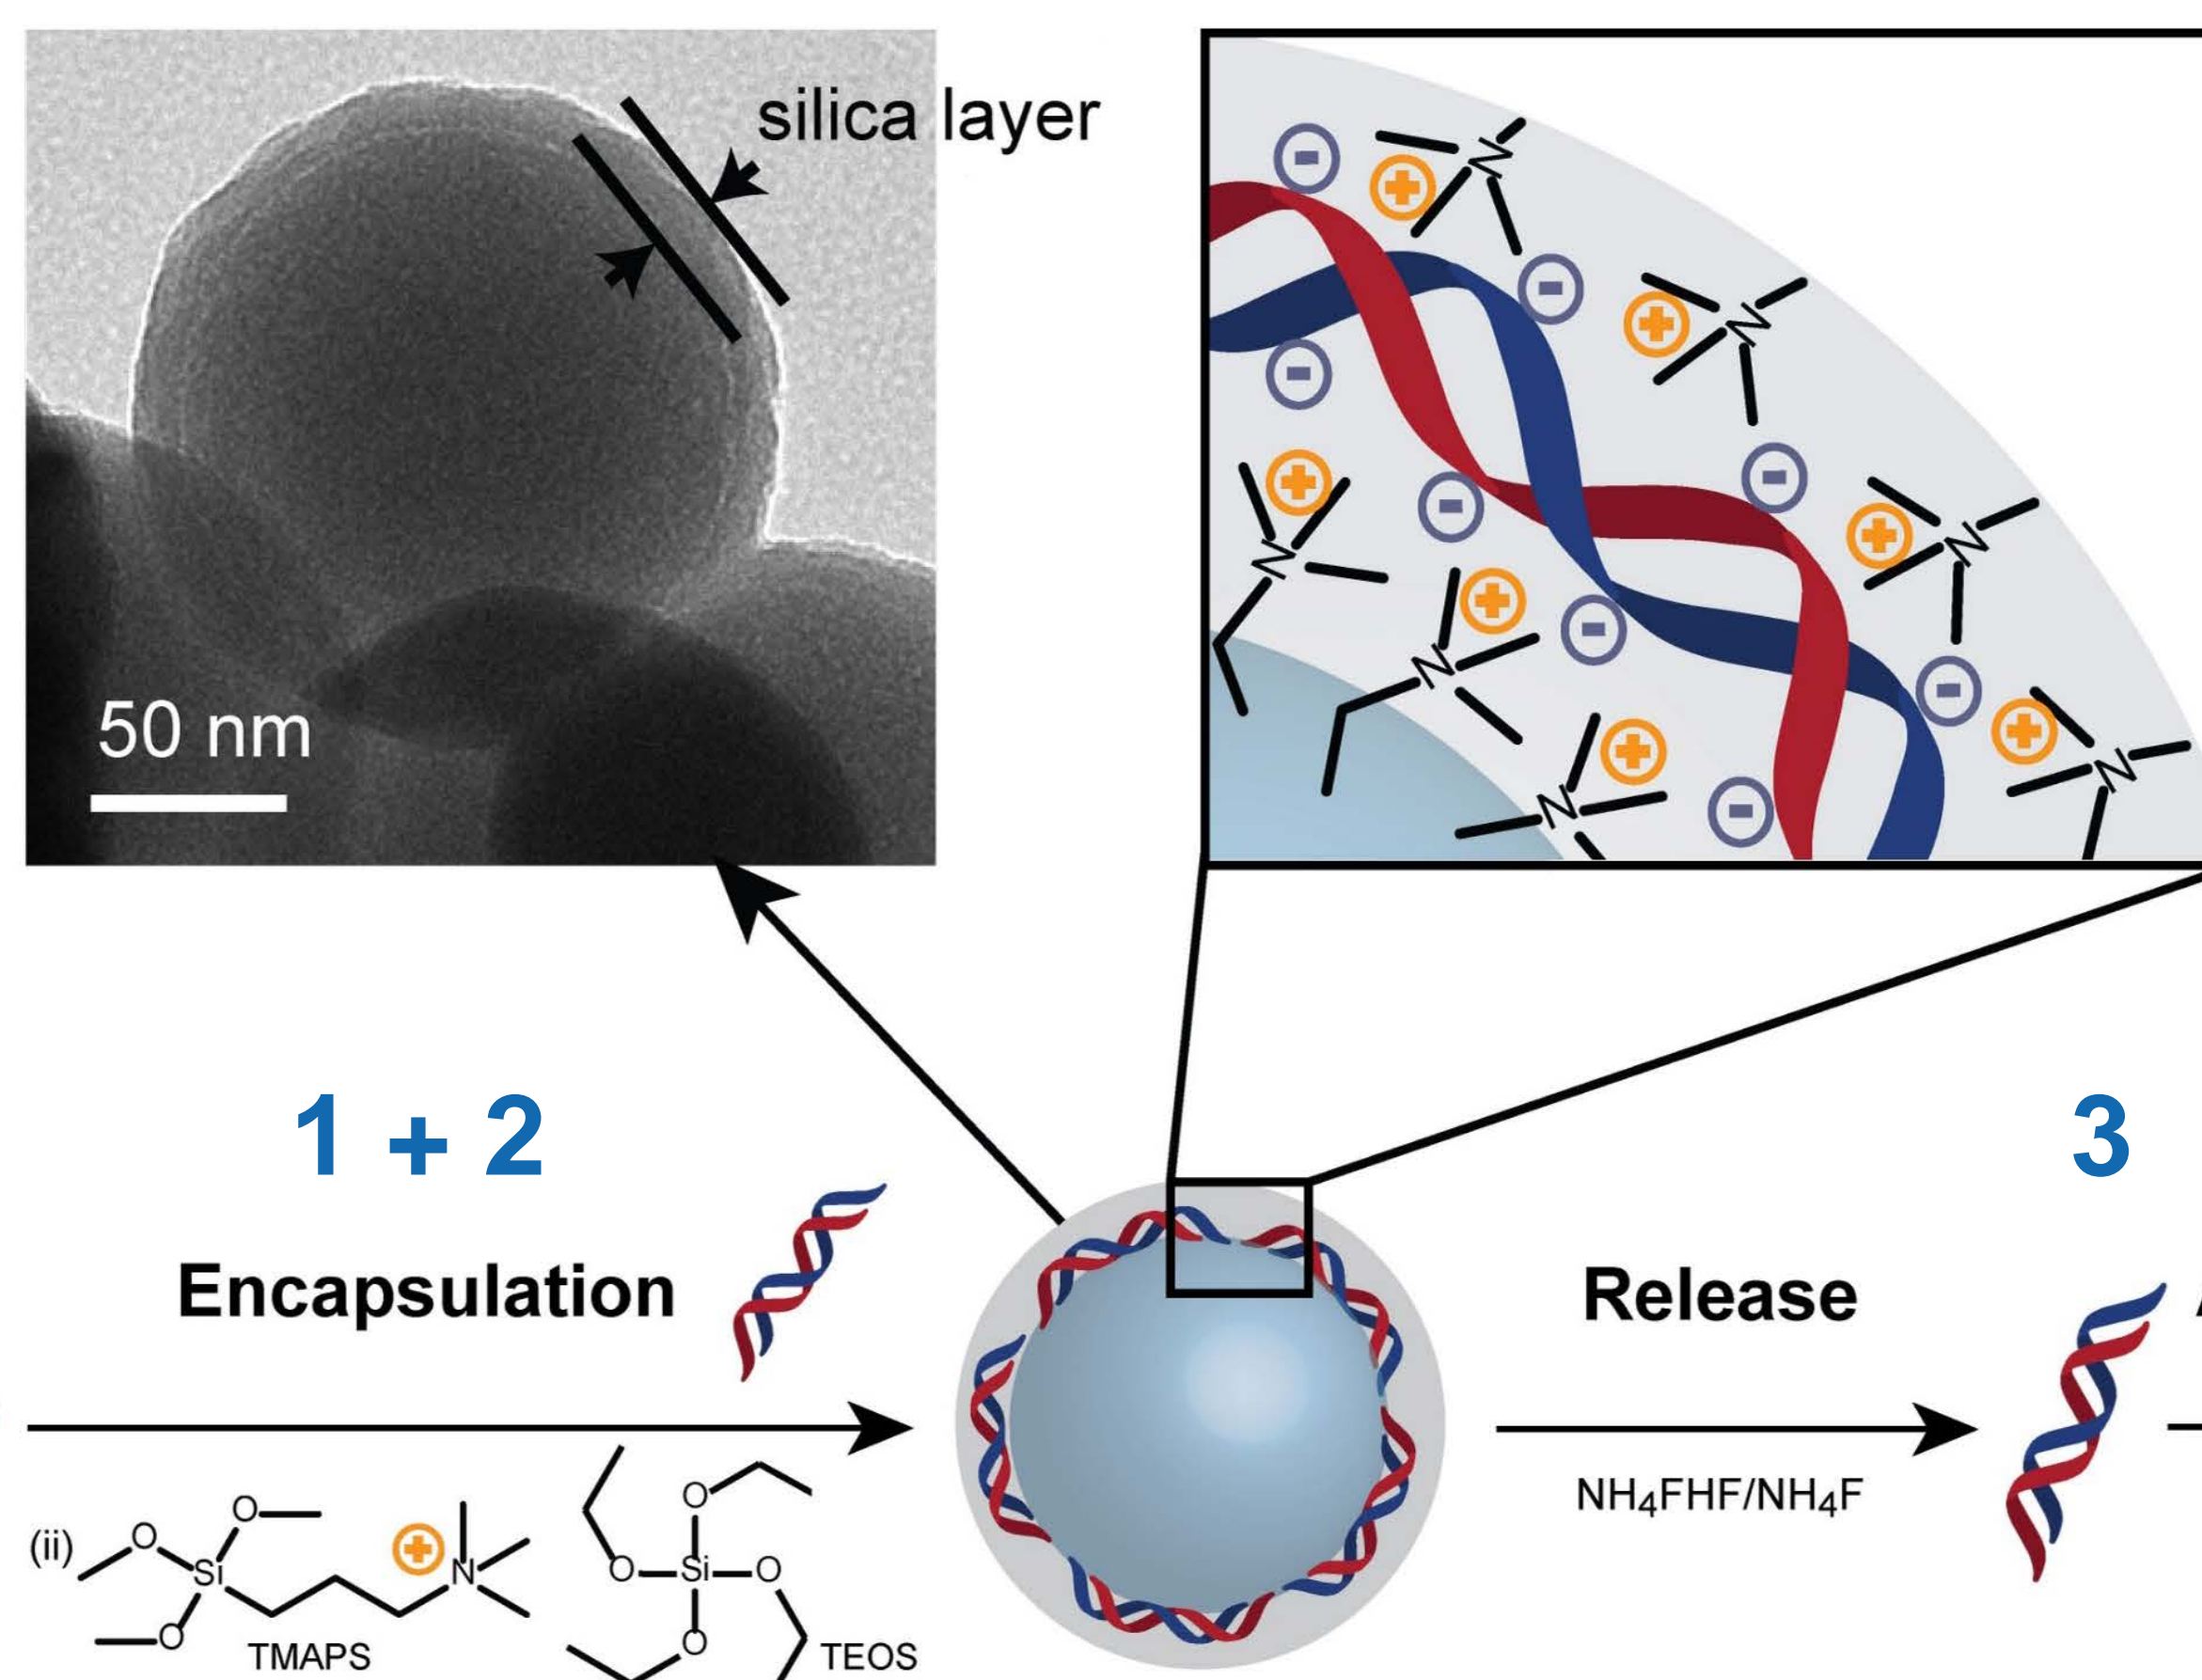 silica layer
50 nm
N
N
N
N
N
N
N
1 + 2
3
Encapsulation
Release
NH₄FHF/NH₄F
(ii)
O
O
Si
O
N
TMAPS
O
O
Si
O
O
TEOS